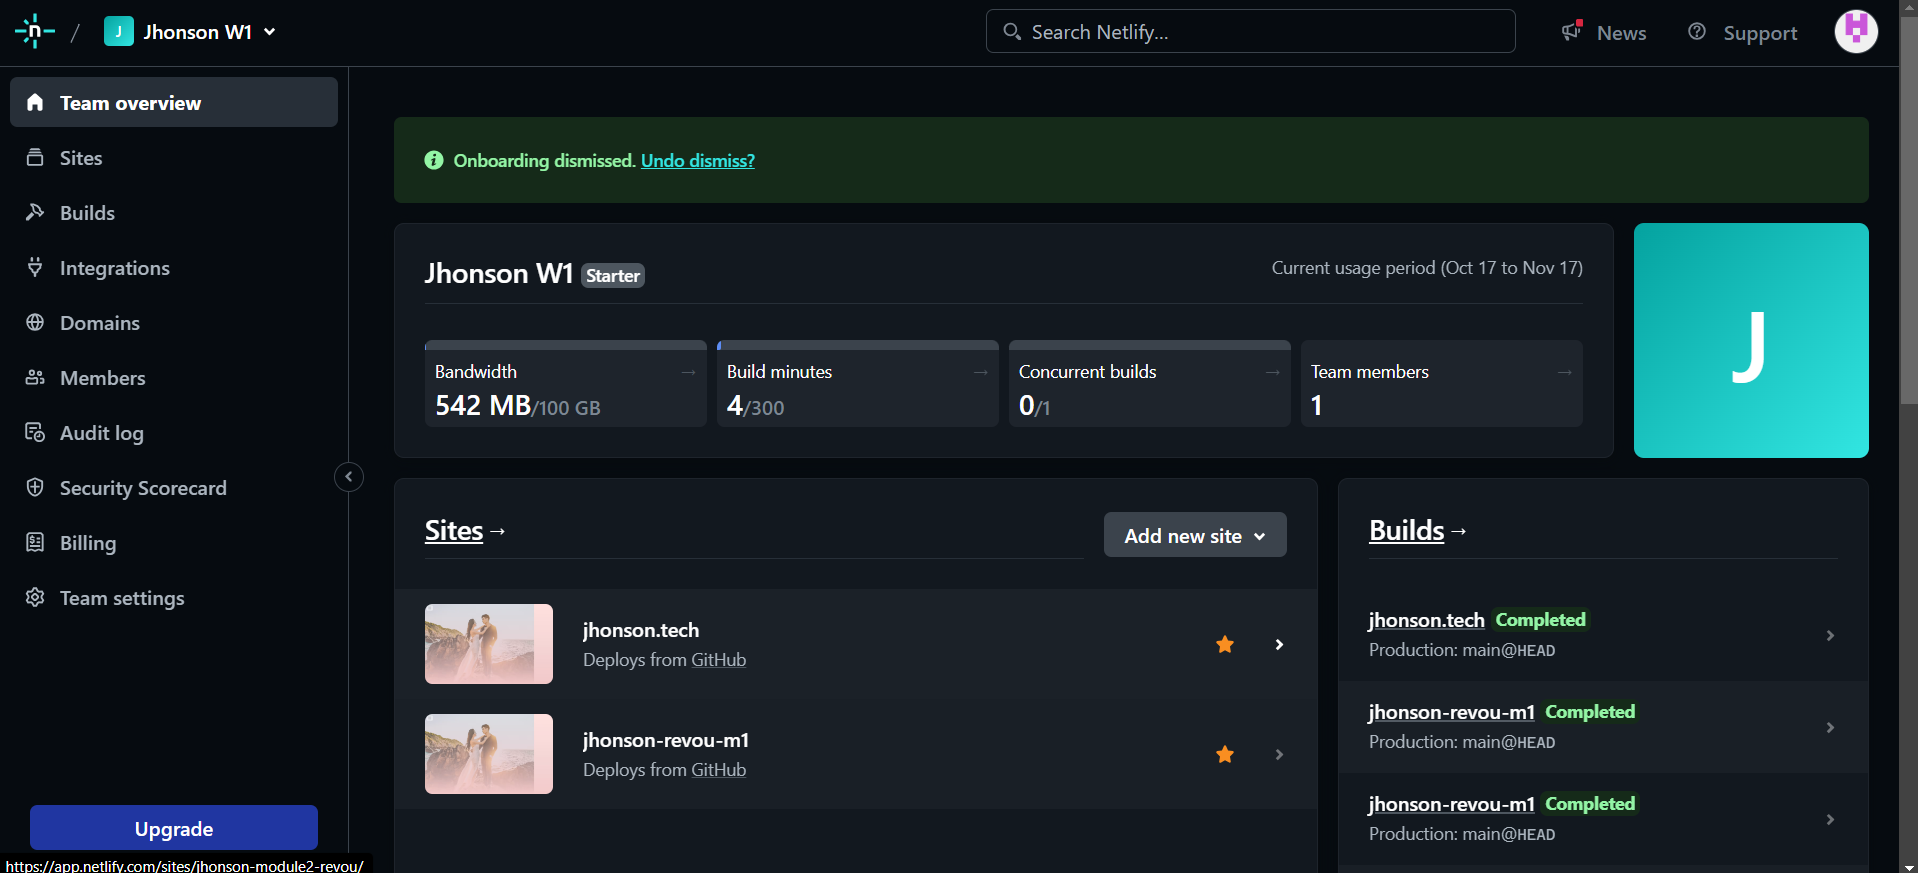 n / J Jhonson W1
Search Netlify...
News
Support
Team overview
Sites
Builds
Integrations
Domains
Members
Audit log
Security Scorecard
Billing
Team settings
Upgrade
https://app.netlify.com/sites/jhonson-module2-revou/
Onboarding dismissed. Undo dismiss?
Jhonson W1 Starter
Current usage period (Oct 17 to Nov 17)
Bandwidth →
542 MB/100 GB
Build minutes →
4/300
Concurrent builds →
0/1
Team members →
1
J
Sites →
Add new site
jhonson.tech
Deploys from GitHub
jhonson-revou-m1
Deploys from GitHub
Builds →
jhonson.tech Completed
Production: main@HEAD
jhonson-revou-m1 Completed
Production: main@HEAD
jhonson-revou-m1 Completed
Production: main@HEAD